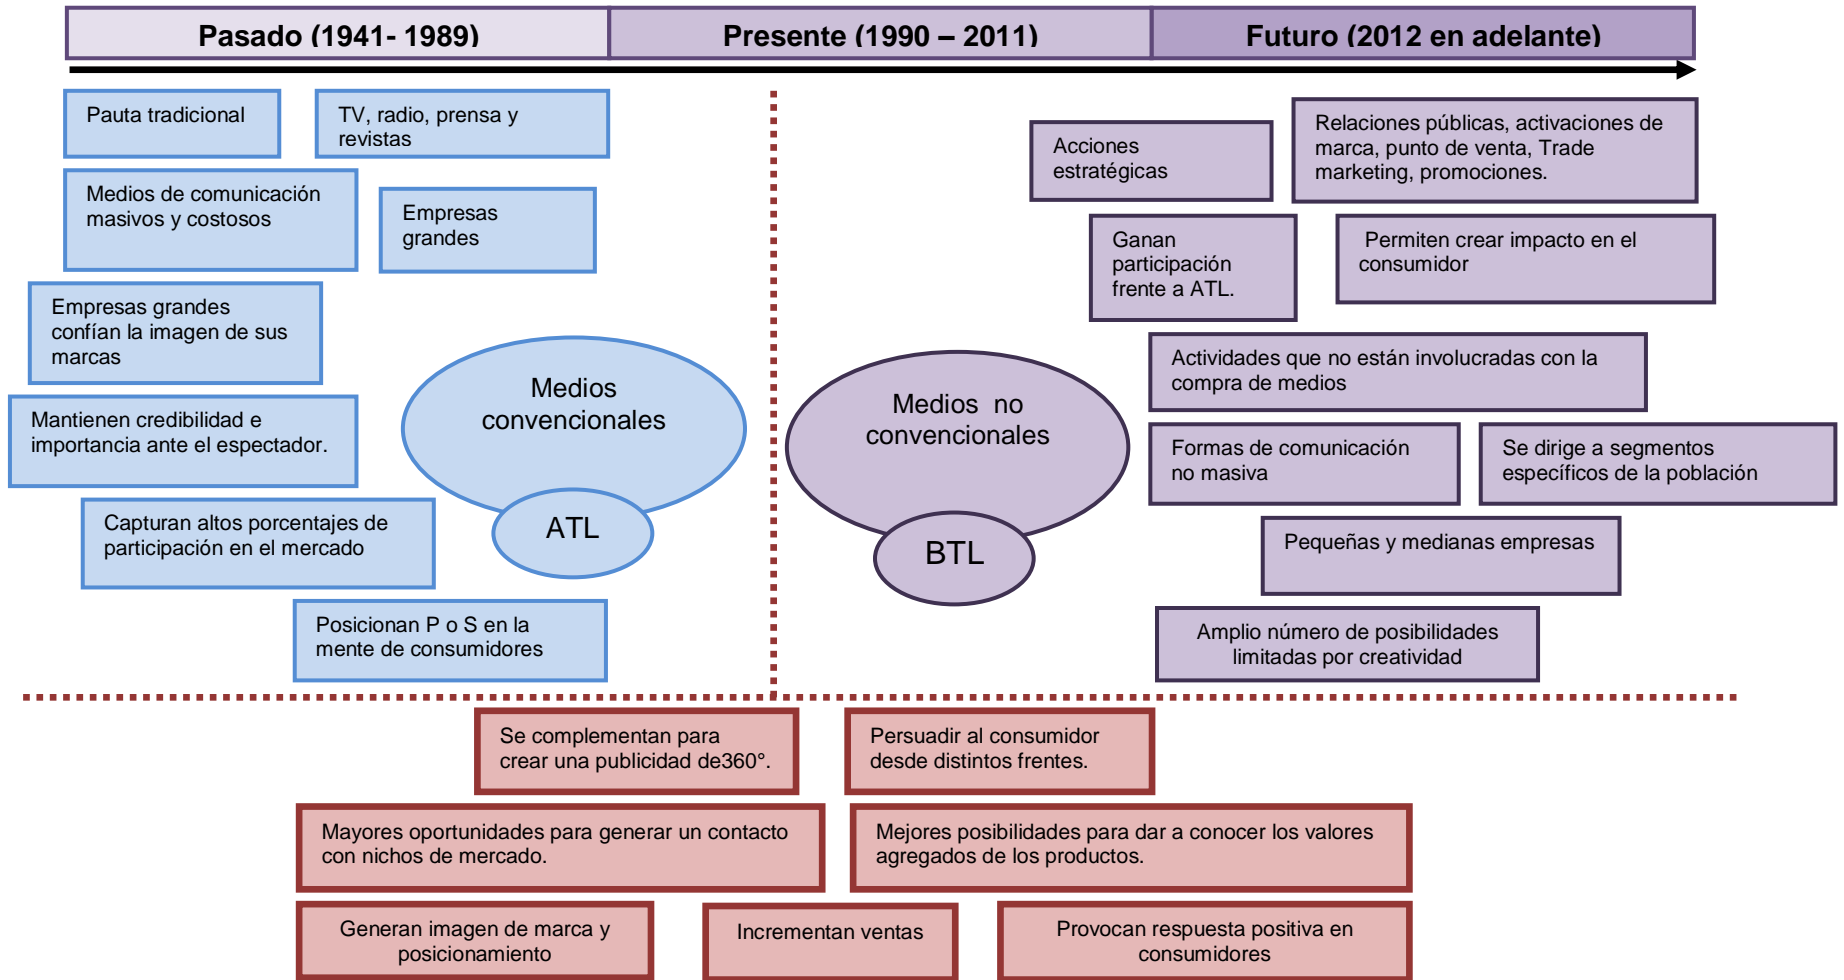 Pasado (1941- 1989)
Presente (1990 – 2011)
Futuro (2012 en adelante)
Pauta tradicional
TV, radio, prensa y
revistas
Medios de comunicación
masivos y costosos
Empresas
grandes
Empresas grandes
confían la imagen de sus
marcas
Mantienen credibilidad e
importancia ante el espectador.
Capturan altos porcentajes de
participación en el mercado
Posicionan P o S en la
mente de consumidores
Medios
convencionales
ATL
Medios no
convencionales
BTL
Acciones
estratégicas
Relaciones públicas, activaciones de
marca, punto de venta, Trade
marketing, promociones.
Ganan
participación
frente a ATL.
Permiten crear impacto en el
consumidor
Actividades que no están involucradas con la
compra de medios
Formas de comunicación
no masiva
Se dirige a segmentos
específicos de la población
Pequeñas y medianas empresas
Amplio número de posibilidades
limitadas por creatividad
Se complementan para
crear una publicidad de360°.
Persuadir al consumidor
desde distintos frentes.
Mayores oportunidades para generar un contacto
con nichos de mercado.
Mejores posibilidades para dar a conocer los valores
agregados de los productos.
Generan imagen de marca y
posicionamiento
Incrementan ventas
Provocan respuesta positiva en
consumidores